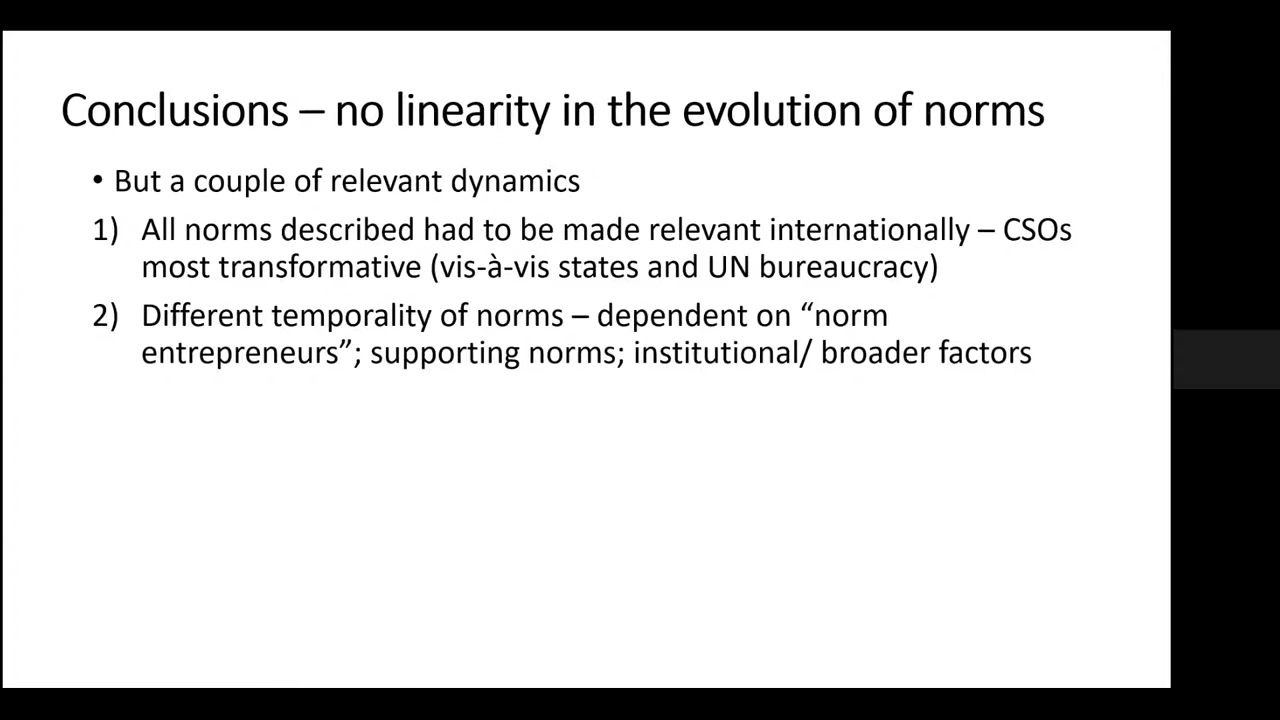 Conclusions – no linearity in the evolution of norms
• But a couple of relevant dynamics
1) All norms described had to be made relevant internationally – CSOs
most transformative (vis-à-vis states and UN bureaucracy)
2) Different temporality of norms – dependent on “norm
entrepreneurs”; supporting norms; institutional/ broader factors